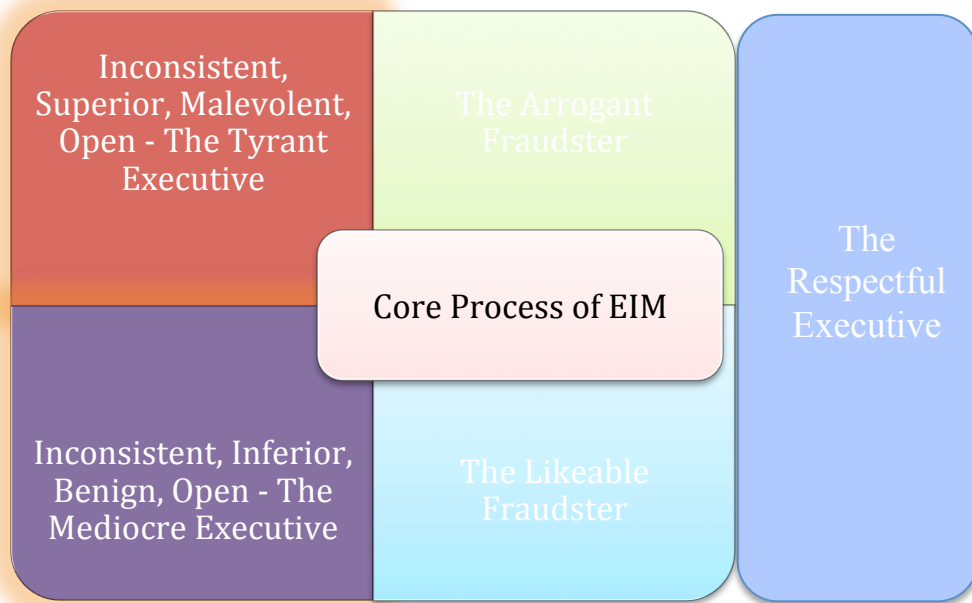 Inconsistent,
Superior, Malevolent,
Open - The Tyrant
Executive
The Arrogant
Fraudster
The
Respectful
Executive
Core Process of EIM
Inconsistent, Inferior,
Benign, Open - The
Mediocre Executive
The Likeable
Fraudster